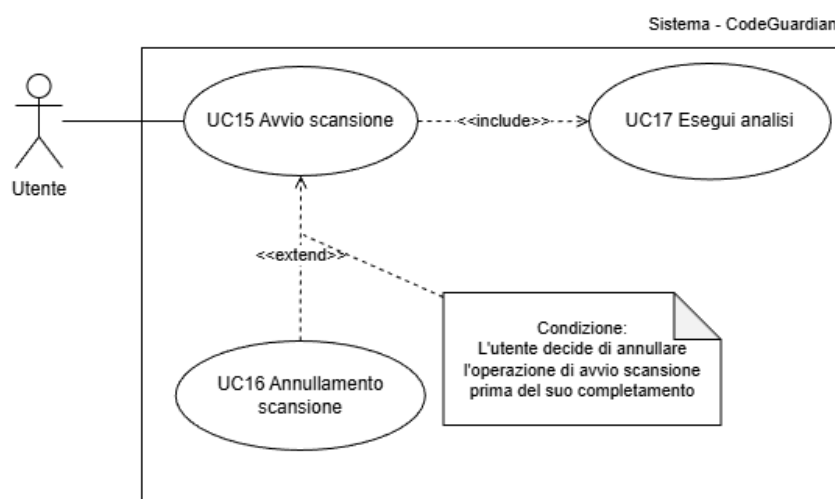 Sistema - CodeGuardian
UC15 Avvio scansione
<<include>>
UC17 Esegui analisi
Utente
<<extend>>
Condizione:
L'utente decide di annullare
l'operazione di avvio scansione
prima del suo completamento
UC16 Annullamento
scansione